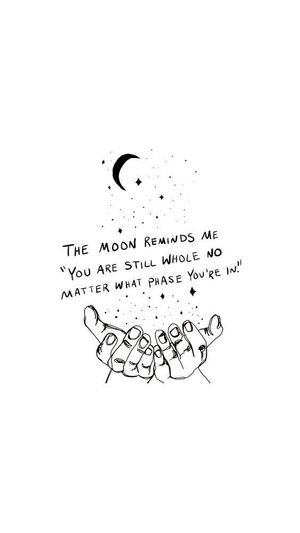 THE MOON REMINDS ME
"YOU ARE STILL WHOLE NO
MATTER WHAT PHASE YOU'RE IN."